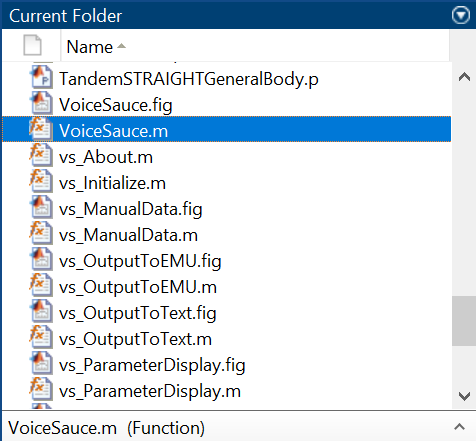 Current Folder
Name
TandemSTRAIGHTGeneralBody.p
VoiceSauce.fig
VoiceSauce.m
vs_About.m
vs_Initialize.m
vs_ManualData.fig
vs_ManualData.m
vs_OutputToEMU.fig
vs_OutputToEMU.m
vs_OutputToText.fig
vs_OutputToText.m
vs_ParameterDisplay.fig
vs_ParameterDisplay.m
VoiceSauce.m (Function)